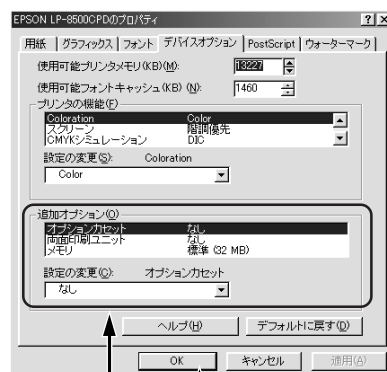 EPSON LP-8500CPDのプロパティ
用紙 グラフィックス フォント デバイスオプション PostScript ウォーターマーク
使用可能プリンタメモリ(KB)(M): 13227
使用可能フォントキャッシュ(KB) (N): 1460
プリンタの機能(F)
Coloration Color
スクリーン 階調優先
CMYKシミュレーション DIC
設定の変更(S): Coloration
Color
追加オプション(O)
オプションカセット なし
両面印刷ユニット なし
メモリ 標準 (32 MB)
設定の変更(C): オプションカセット
なし
ヘルプ(H) デフォルトに戻す(D)
OK キャンセル 適用(A)